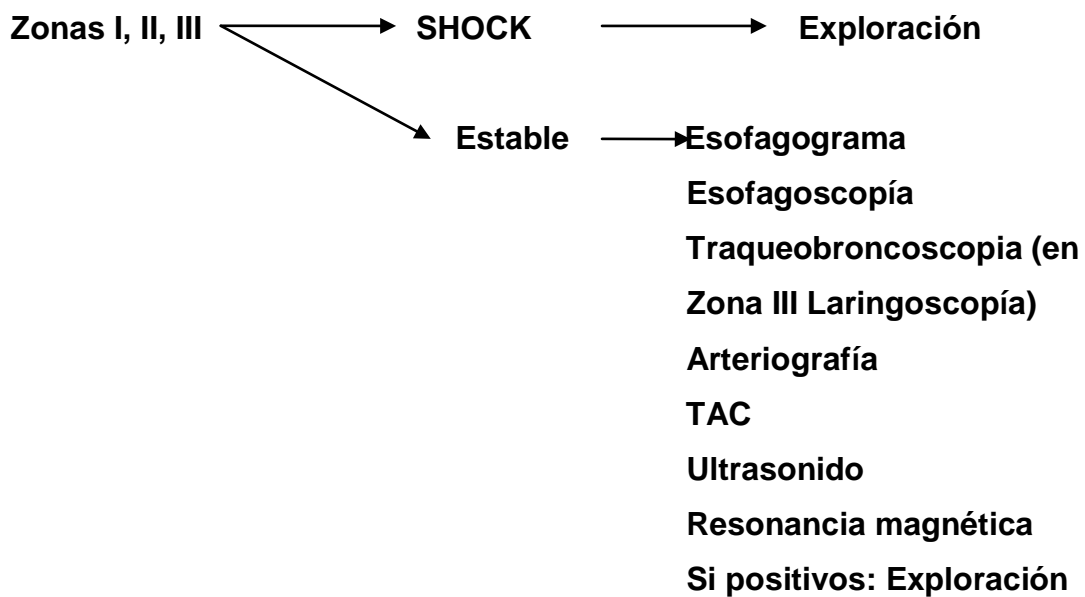 Zonas I, II, III SHOCK Exploración
Estable Esofagograma
Esofagoscopía
Traqueobroncoscopia (en
Zona III Laringoscopía)
Arteriografía
TAC
Ultrasonido
Resonancia magnética
Si positivos: Exploración